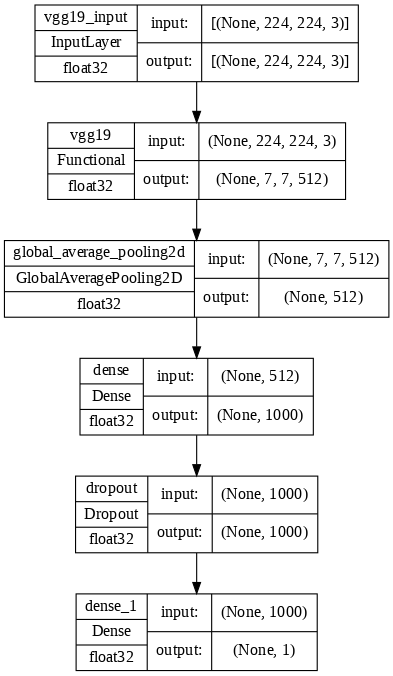 vgg19_input
InputLayer
float32
input:
[(None, 224, 224, 3)]
output:
[(None, 224, 224, 3)]
vgg19
Functional
float32
input:
(None, 224, 224, 3)
output:
(None, 7, 7, 512)
global_average_pooling2d
GlobalAveragePooling2D
float32
input:
(None, 7, 7, 512)
output:
(None, 512)
dense
Dense
float32
input:
(None, 512)
output:
(None, 1000)
dropout
Dropout
float32
input:
(None, 1000)
output:
(None, 1000)
dense_1
Dense
float32
input:
(None, 1000)
output:
(None, 1)